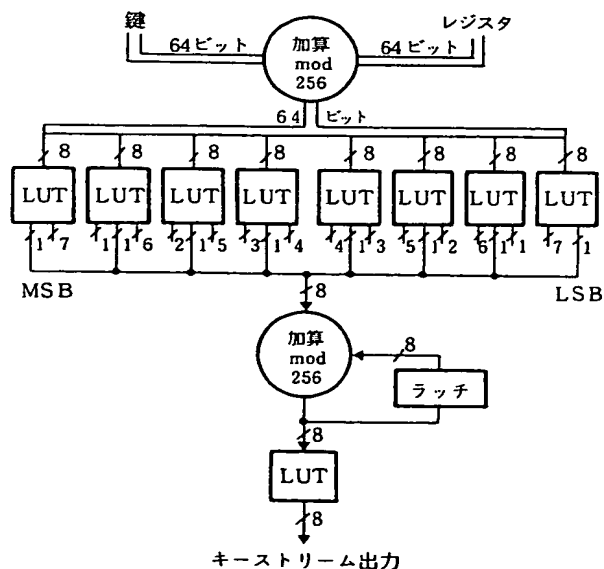 鍵
レジスタ
64ビット
加算
mod
256
64ビット
64 ビット
8 8 8 8 8 8 8 8
LUT LUT LUT LUT LUT LUT LUT LUT
1 7 1 1 6 2 1 5 3 1 4 4 1 3 5 1 2 6 1 1 7 1
MSB
LSB
8
加算
mod
256
8
ラッチ
8
LUT
8
キーストリーム出力